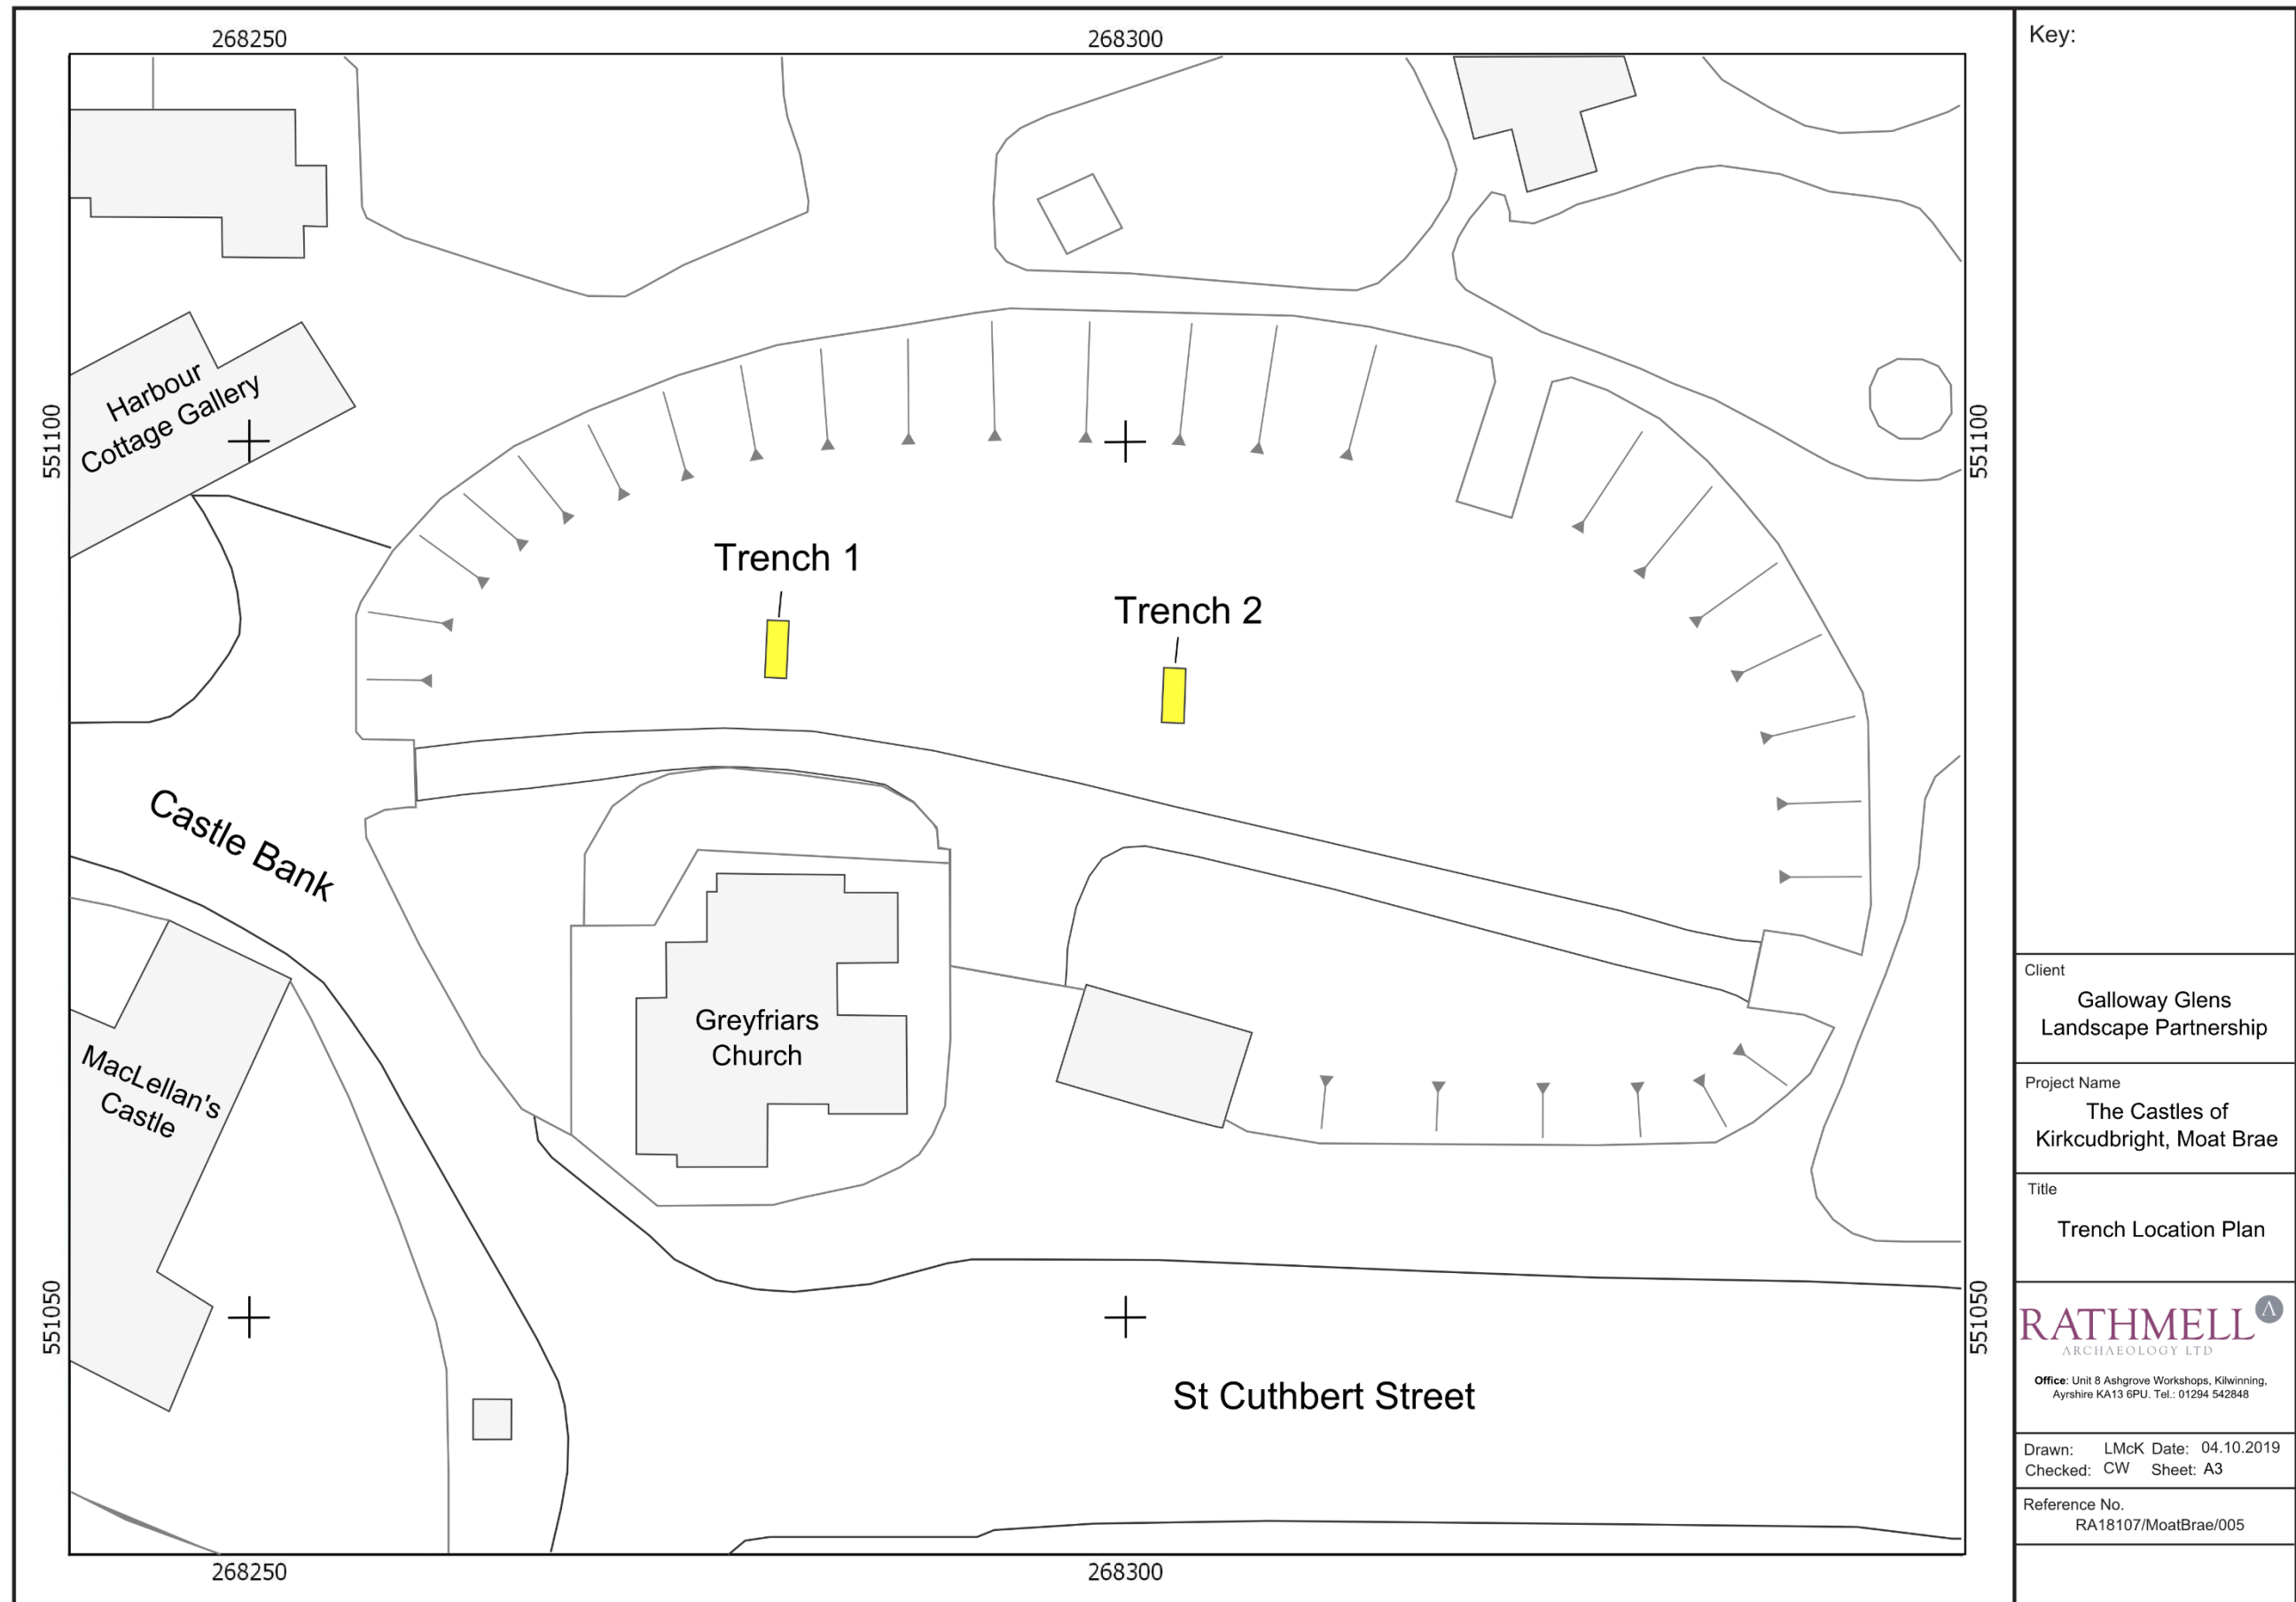 268250
268300
Key:
551100
551100
Harbour
Cottage Gallery
Trench 1
Trench 2
Castle Bank
Greyfriars
Church
MacLellan's
Castle
551050
551050
St Cuthbert Street
268250
268300
Client
Galloway Glens
Landscape Partnership
Project Name
The Castles of
Kirkcudbright, Moat Brae
Title
Trench Location Plan
RATHMELL Λ
ΛRCHΛEOLOGY LTD
Office: Unit 8 Ashgrove Workshops, Kilwinning,
Ayrshire KA13 6PU. Tel.: 01294 542848
Drawn: LMcK Date: 04.10.2019
Checked: CW Sheet: A3
Reference No.
RA18107/MoatBrae/005